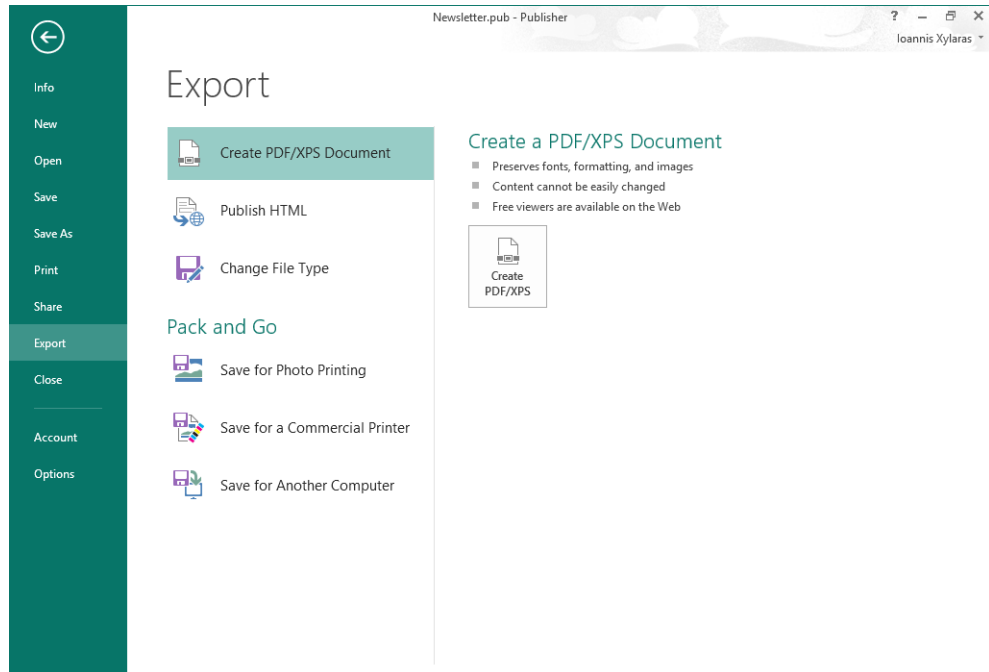 Newsletter.pub - Publisher
?
Ioannis Xylaras
Info
New
Open
Save
Save As
Print
Share
Export
Close
Account
Options
Export
Create PDF/XPS Document
Publish HTML
Change File Type
Pack and Go
Save for Photo Printing
Save for a Commercial Printer
Save for Another Computer
Create a PDF/XPS Document
Preserves fonts, formatting, and images
Content cannot be easily changed
Free viewers are available on the Web
Create
PDF/XPS